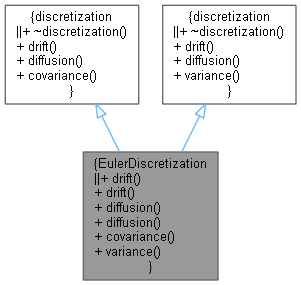 {discretization
||+ ~discretization()
+ drift()
+ diffusion()
+ covariance()
}
{discretization
||+ ~discretization()
+ drift()
+ diffusion()
+ variance()
}
{EulerDiscretization
||+ drift()
+ drift()
+ diffusion()
+ diffusion()
+ covariance()
+ variance()
}